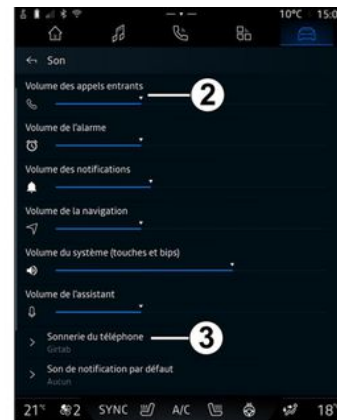 10°C 15:0
Son
Volume des appels entrants
2
Volume de l'alarme
Volume des notifications
Volume de la navigation
Volume du système (touches et bips)
Volume de l'assistant
Sonnerie du téléphone
3
Girtab
Son de notification par défaut
Aucun
21° 2 SYNC A/C 18°